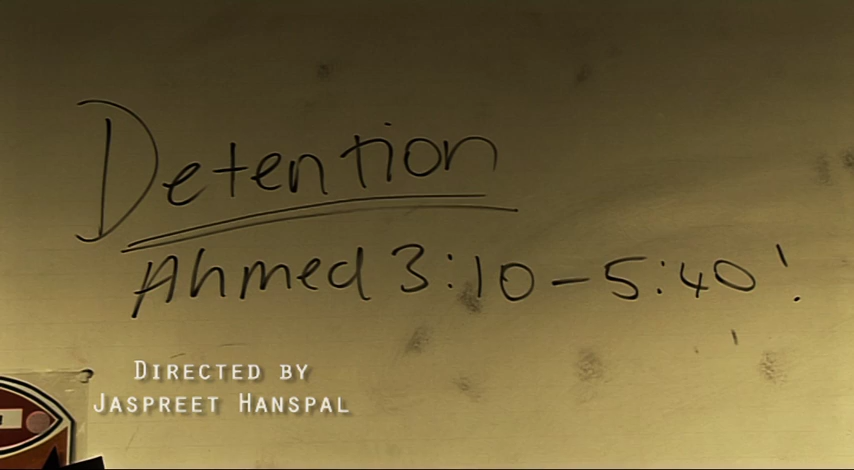 Detention
Ahmed 3:10-5:40!
DIRECTED BY
JASPREET HANSPAL